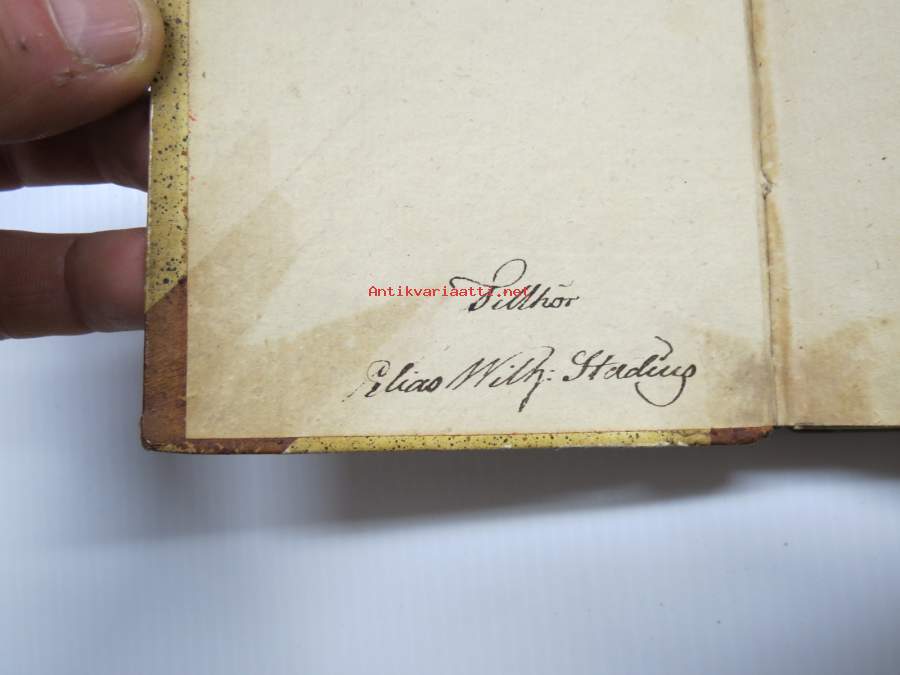 Tillhör
Antikvariaatti.net
Elias Wilh: Stading